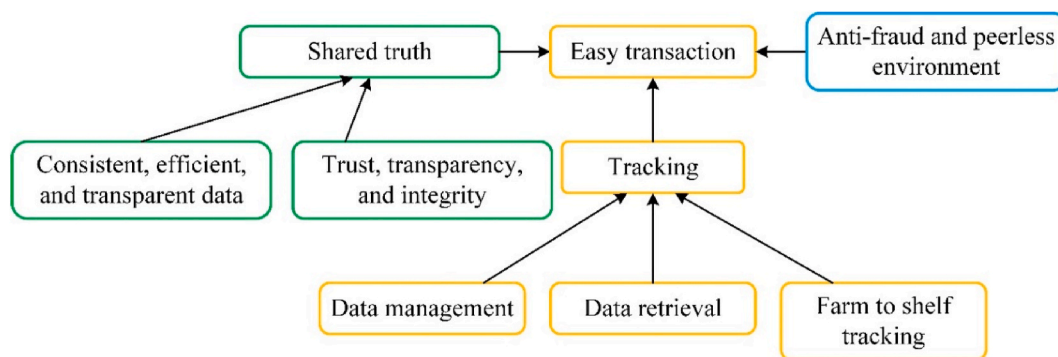 Shared truth
Easy transaction
Anti-fraud and peerless
environment
Consistent, efficient,
and transparent data
Trust, transparency,
and integrity
Tracking
Data management
Data retrieval
Farm to shelf
tracking